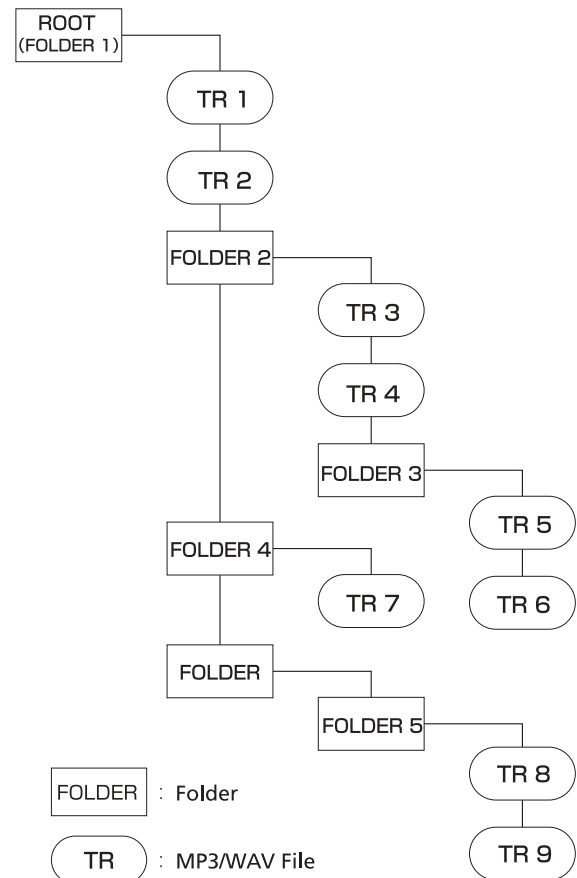 ROOT
(FOLDER 1)
TR 1
TR 2
FOLDER 2
TR 3
TR 4
FOLDER 3
TR 5
TR 6
FOLDER 4
TR 7
FOLDER
FOLDER 5
TR 8
TR 9
FOLDER : Folder
TR : MP3/WAV File